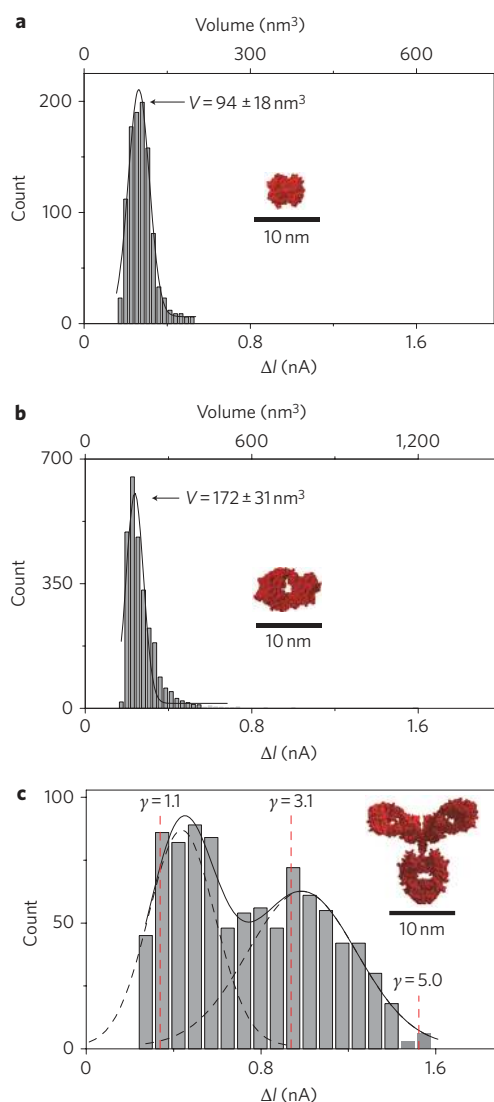 a
Volume (nm³)
0 300 600
200
100
0
Count
V = 94 ± 18 nm³
10 nm
0 0.8 1.6
ΔI (nA)
b
Volume (nm³)
0 600 1,200
700
350
0
Count
V = 172 ± 31 nm³
10 nm
0 0.8 1.6
ΔI (nA)
c
100
50
0
Count
γ = 1.1
γ = 3.1
10 nm
γ = 5.0
0 0.8 1.6
ΔI (nA)